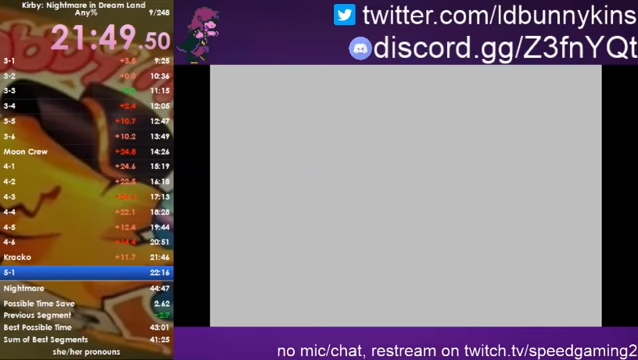 Kirby: Nightmare in Dream Land
Any% 9/248
21:49.50
3-1 9:25
3-2 +0.0 10:36
3-3 11:15
3-4 +2.4 12:05
3-5 +10.7 12:47
3-6 +10.2 13:49
Moon Crew +24.8 14:26
4-1 +24.6 15:19
4-2 +22.5 16:18
4-3 17:13
4-4 +22.1 18:28
4-5 +12.4 19:44
4-6 20:51
Kracko +11.7 21:46
5-1 22:16
Nightmare 44:47
Possible Time Save 2.62
Previous Segment -2.7
Best Possible Time 43:01
Sum of Best Segments 41:25
she/her pronouns
twitter.com/ldbunnykins
discord.gg/Z3fnYQt
no mic/chat, restream on twitch.tv/speedgaming2